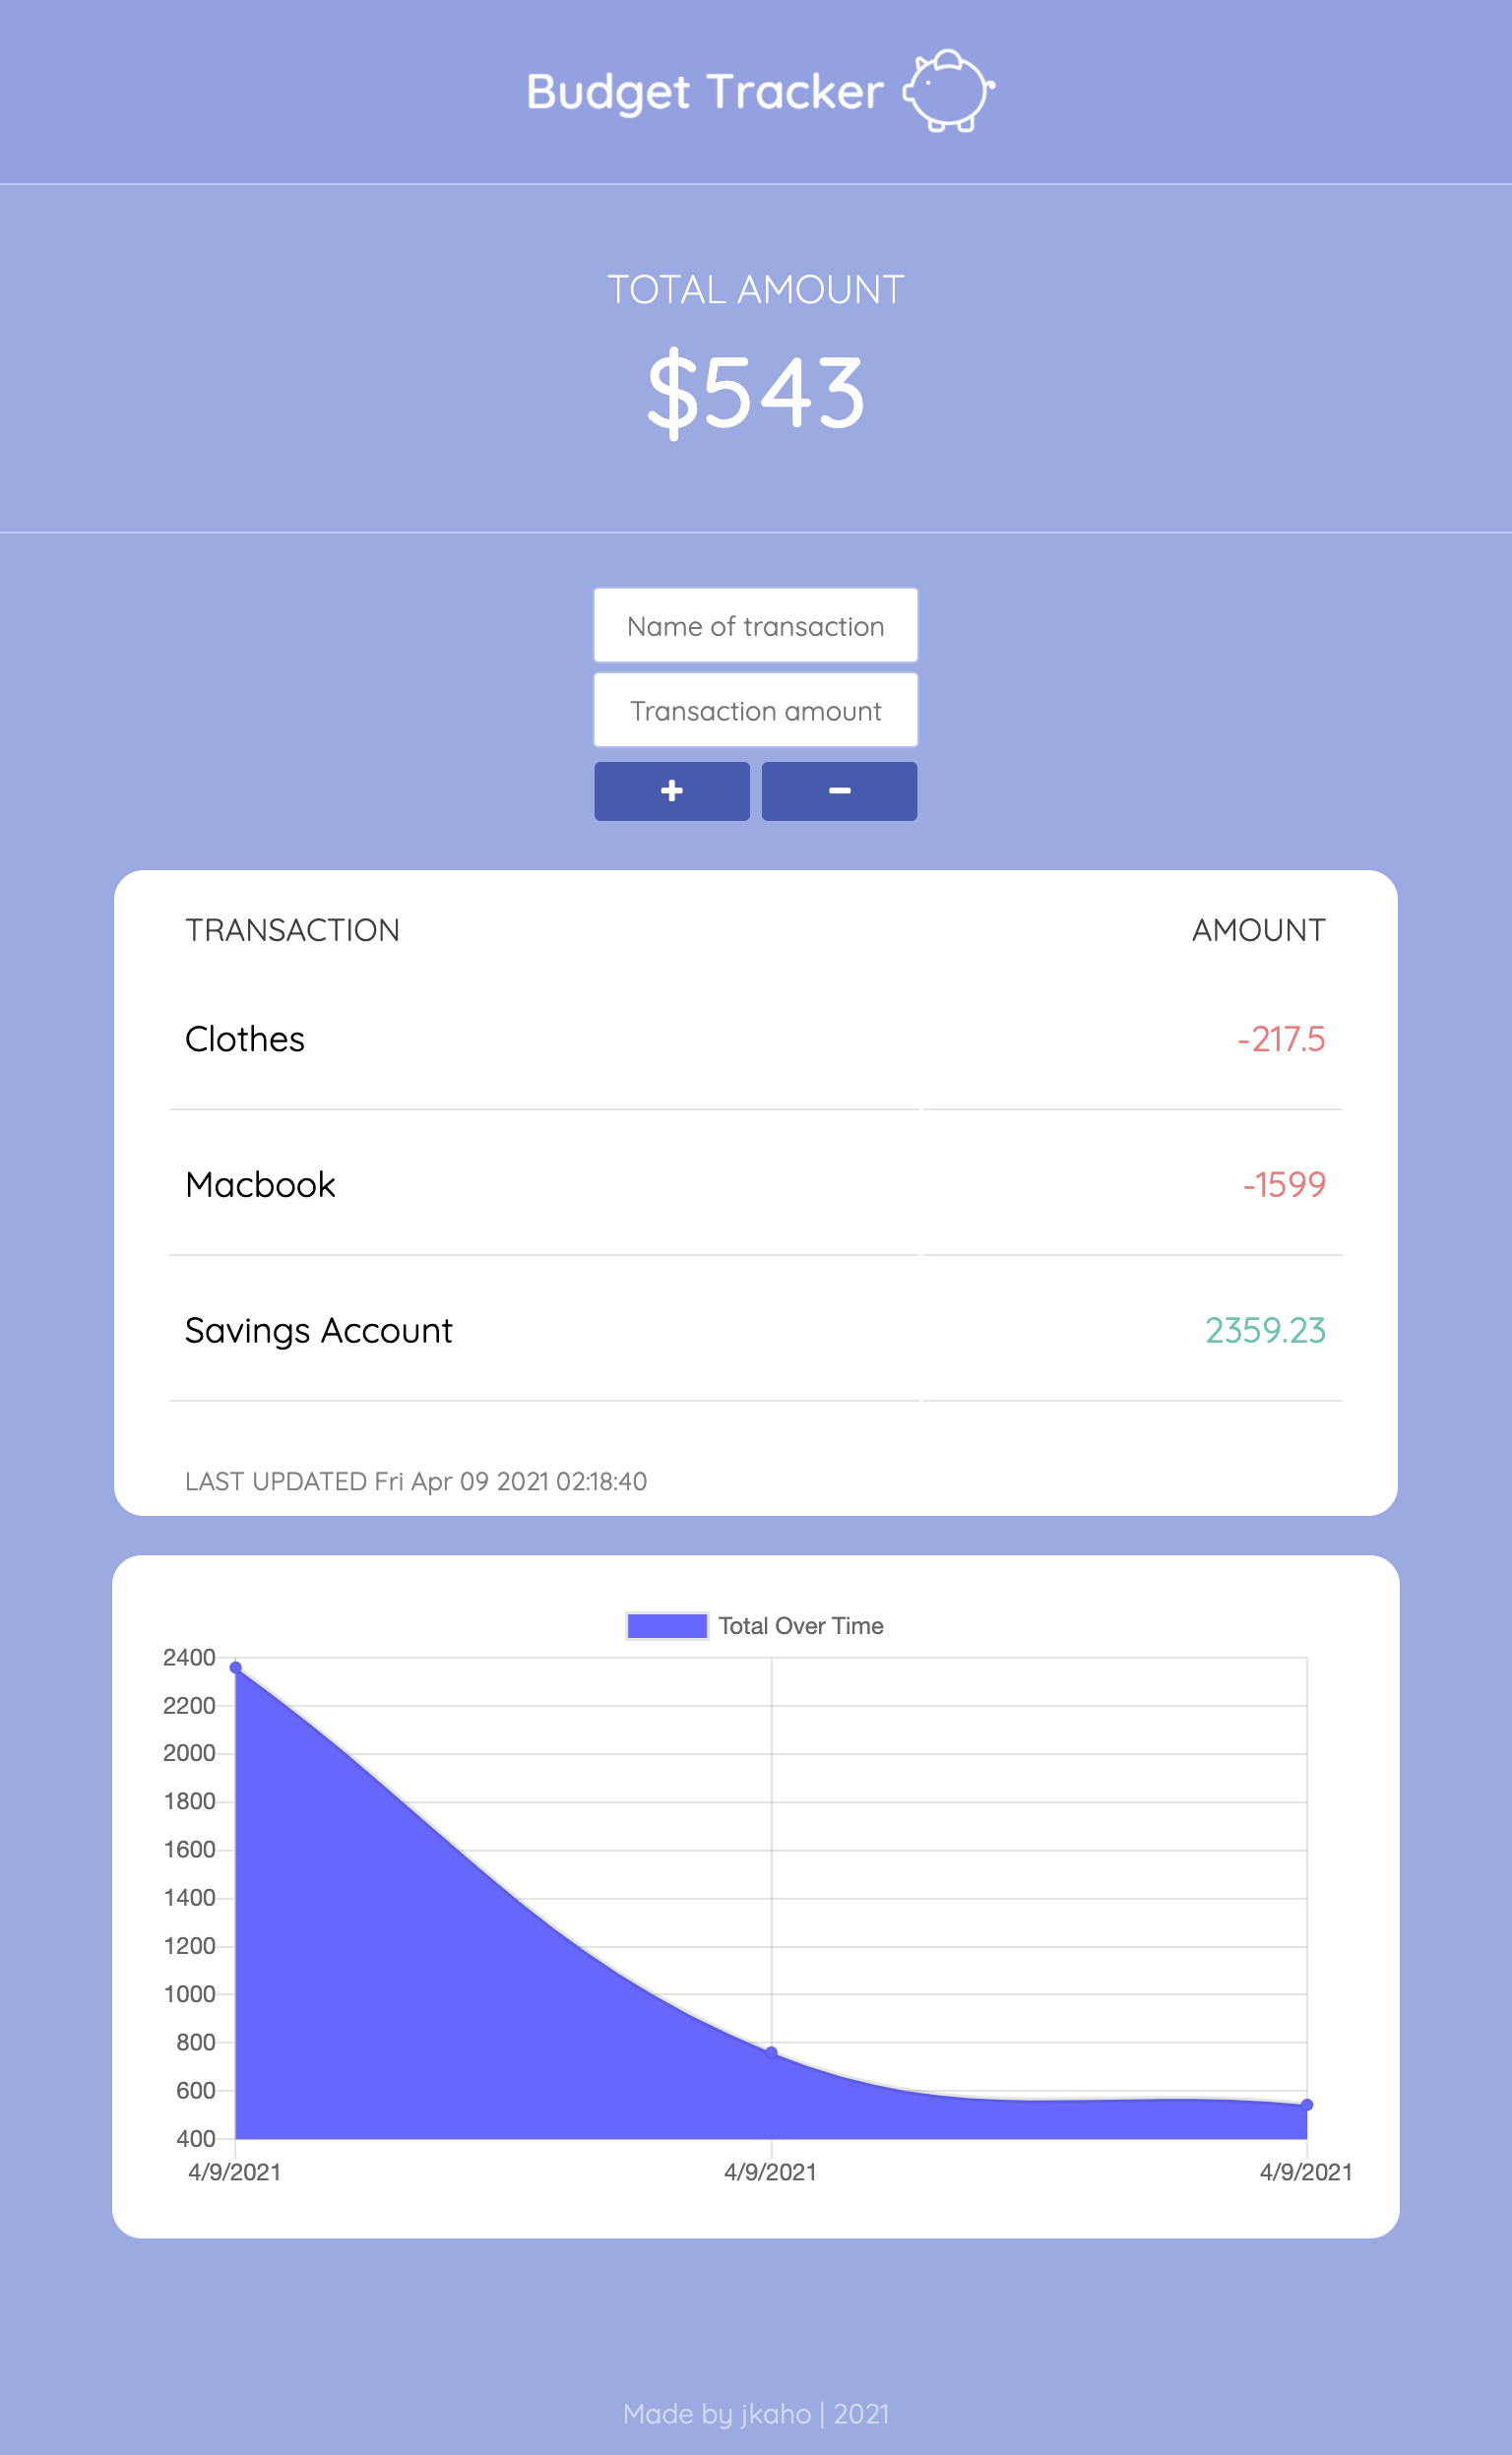 Budget Tracker
TOTAL AMOUNT
$543
Name of transaction
Transaction amount
+ −
TRANSACTION AMOUNT
Clothes -217.5
Macbook -1599
Savings Account 2359.23
LAST UPDATED Fri Apr 09 2021 02:18:40
Total Over Time
2400
2200
2000
1800
1600
1400
1200
1000
800
600
400
4/9/2021 4/9/2021 4/9/2021
Made by jkaho | 2021